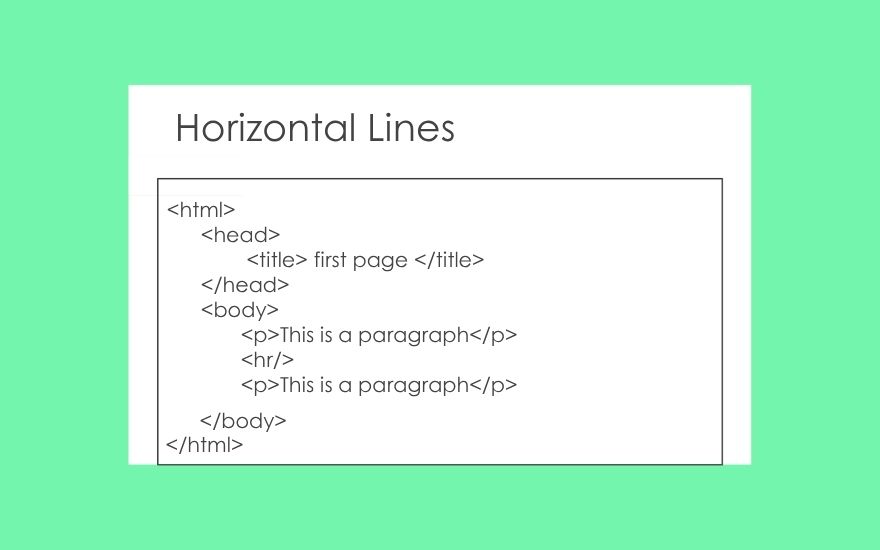 Horizontal Lines
<html>
<head>
<title> first page </title>
</head>
<body>
<p>This is a paragraph</p>
<hr/>
<p>This is a paragraph</p>
</body>
</html>